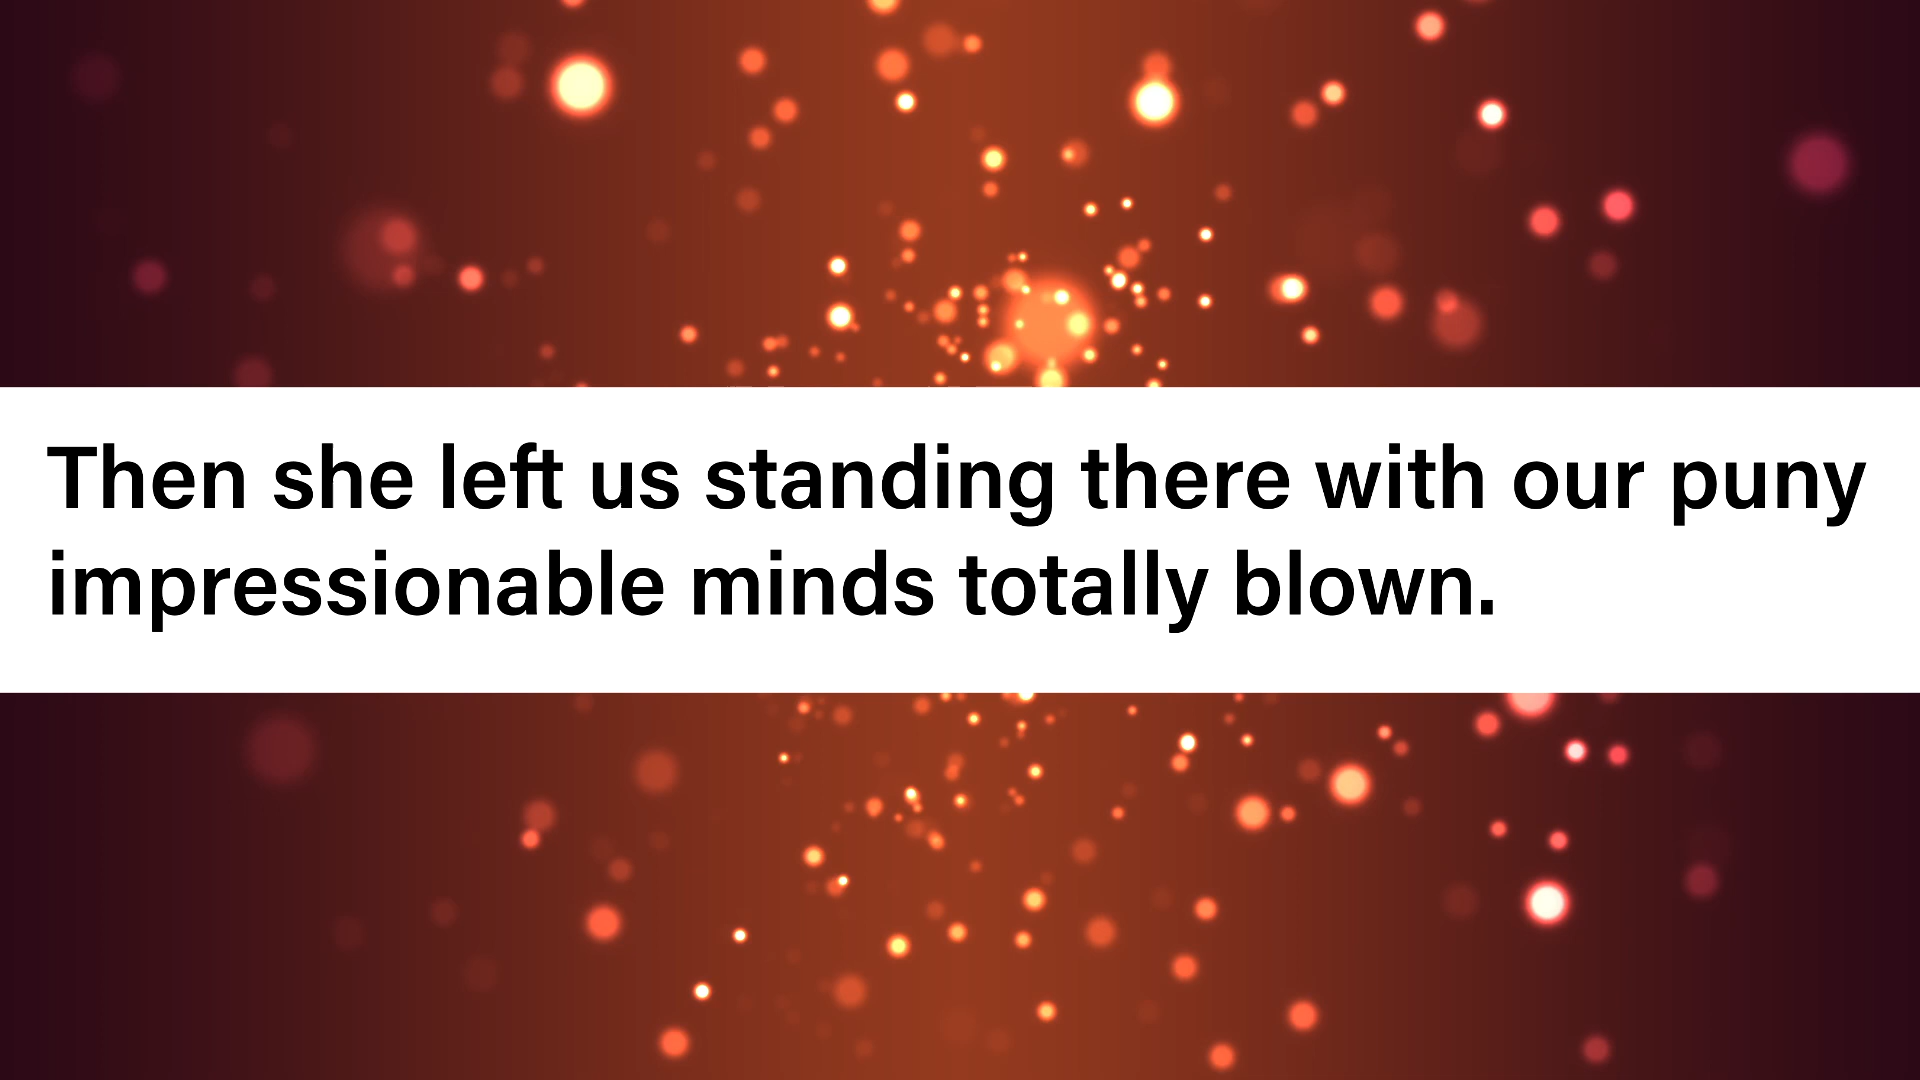 Then she left us standing there with our puny
impressionable minds totally blown.